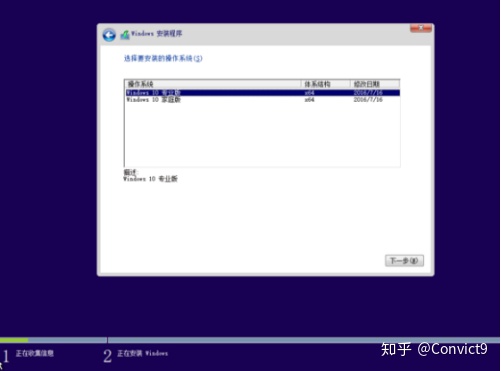 Windows 安装程序
选择要安装的操作系统(S)
操作系统 体系结构 修改日期
Windows 10 专业版 x64 2016/7/16
Windows 10 家庭版 x64 2016/7/16
描述:
Windows 10 专业版
下一步(N)
1 正在收集信息 2 正在安装 Windows
知乎 @Convict9